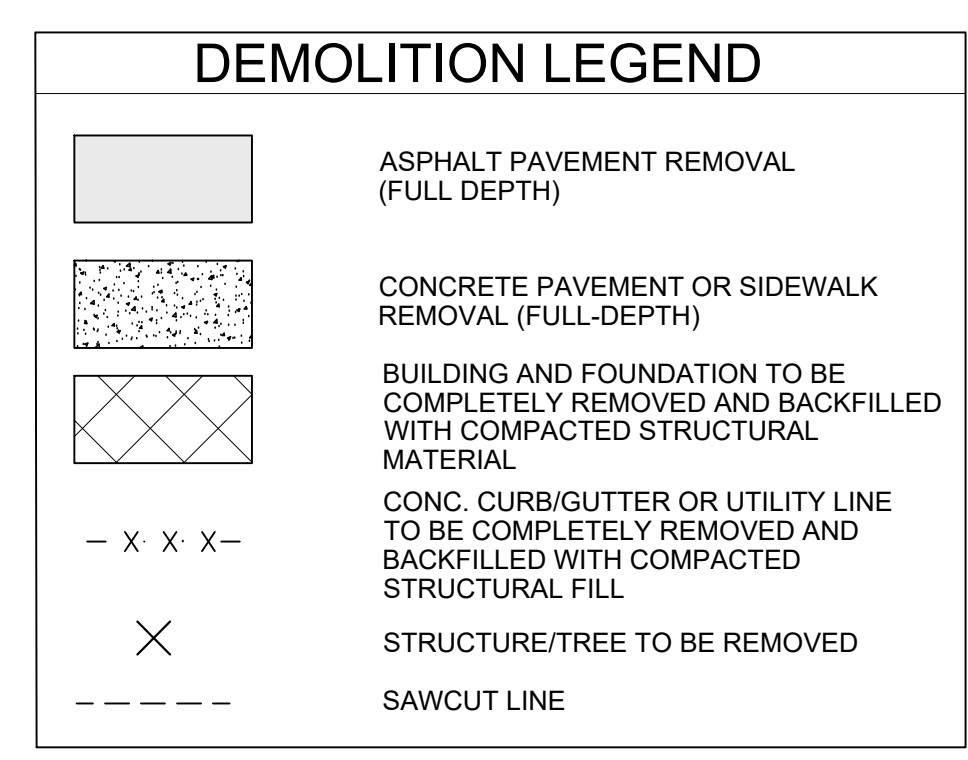 DEMOLITION LEGEND
ASPHALT PAVEMENT REMOVAL
(FULL DEPTH)
CONCRETE PAVEMENT OR SIDEWALK
REMOVAL (FULL-DEPTH)
BUILDING AND FOUNDATION TO BE
COMPLETELY REMOVED AND BACKFILLED
WITH COMPACTED STRUCTURAL
MATERIAL
CONC. CURB/GUTTER OR UTILITY LINE
TO BE COMPLETELY REMOVED AND
BACKFILLED WITH COMPACTED
STRUCTURAL FILL
STRUCTURE/TREE TO BE REMOVED
SAWCUT LINE